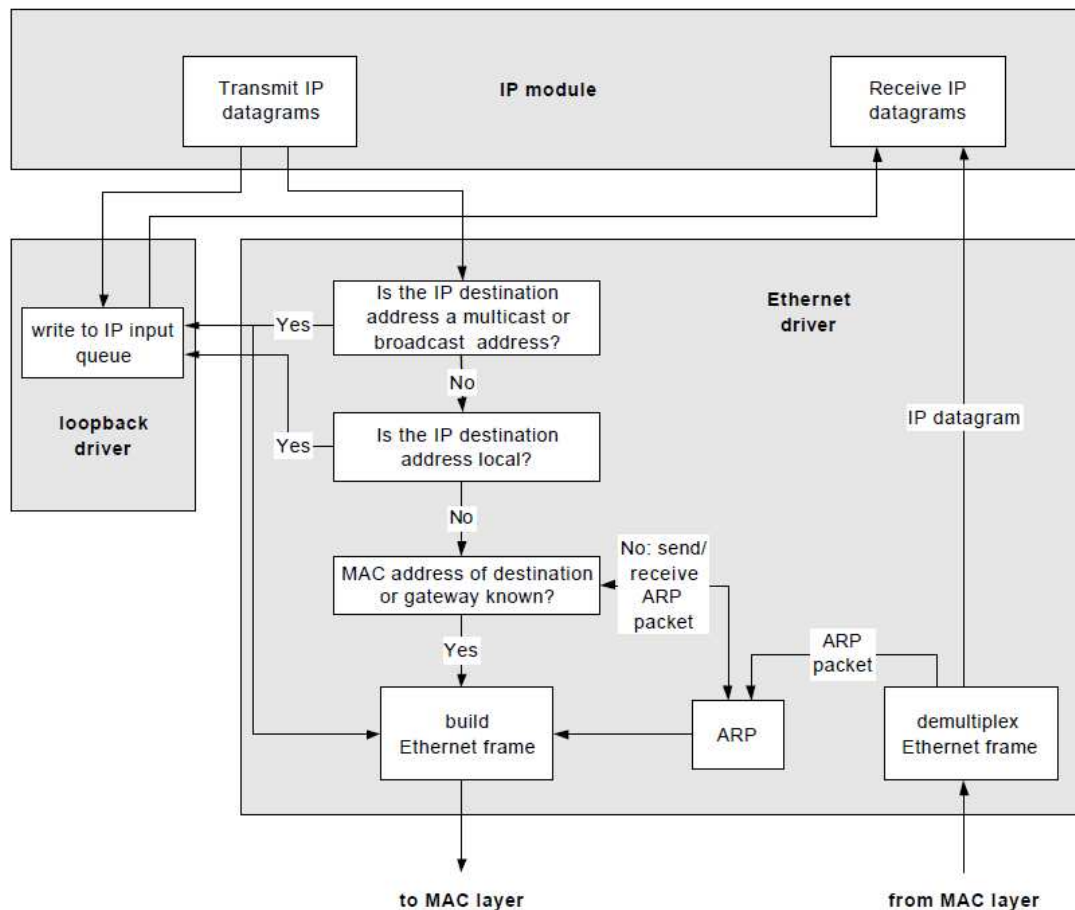 Transmit IP
datagrams
IP module
Receive IP
datagrams
Is the IP destination
address a multicast or
broadcast address?
Ethernet
driver
Yes
write to IP input
queue
No
loopback
driver
IP datagram
Yes
Is the IP destination
address local?
No
No: send/
receive
ARP
packet
MAC address of destination
or gateway known?
Yes
ARP
packet
build
Ethernet frame
ARP
demultiplex
Ethernet frame
to MAC layer
from MAC layer